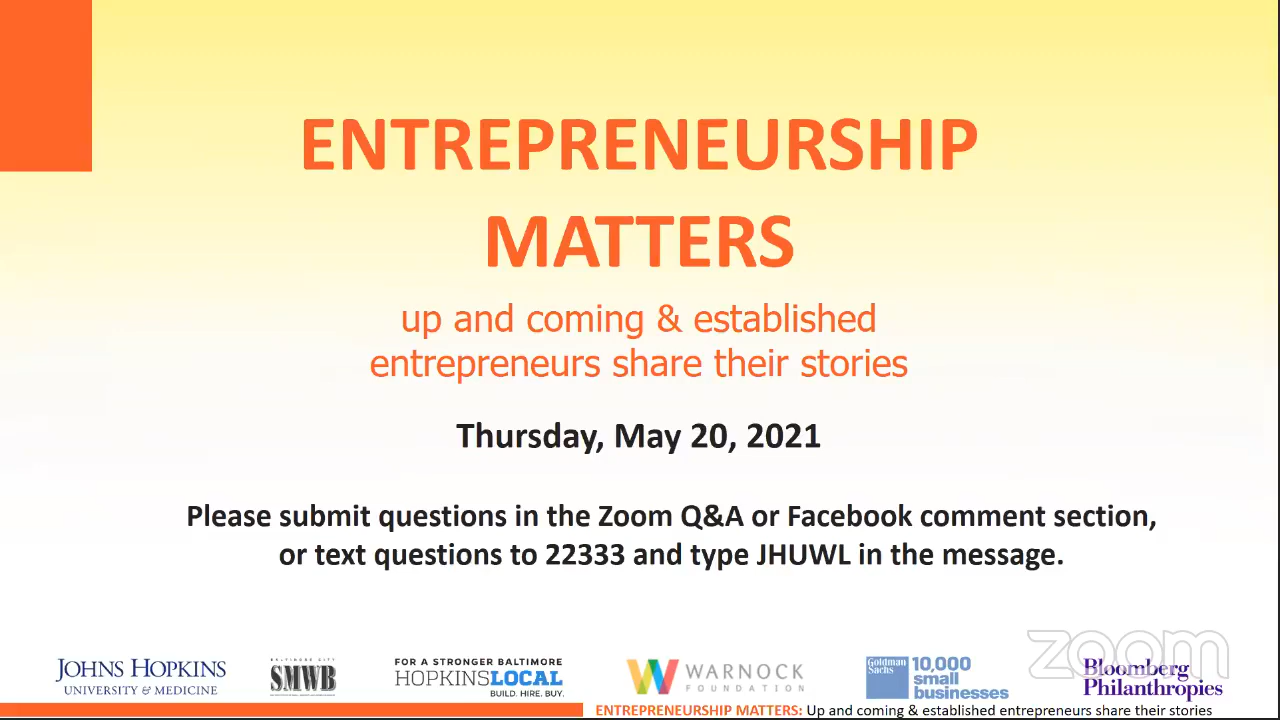 ENTREPRENEURSHIP
MATTERS
up and coming & established
entrepreneurs share their stories
Thursday, May 20, 2021
Please submit questions in the Zoom Q&A or Facebook comment section,
or text questions to 22333 and type JHUWL in the message.
zoom
JOHNS HOPKINS
UNIVERSITY & MEDICINE
BALTIMORE CITY
SMWB
FOR A STRONGER BALTIMORE
HOPKINSLOCAL
BUILD. HIRE. BUY.
WARNOCK
FOUNDATION
Goldman
Sachs
10,000
small
businesses
Bloomberg
Philanthropies
ENTREPRENEURSHIP MATTERS: Up and coming & established entrepreneurs share their stories